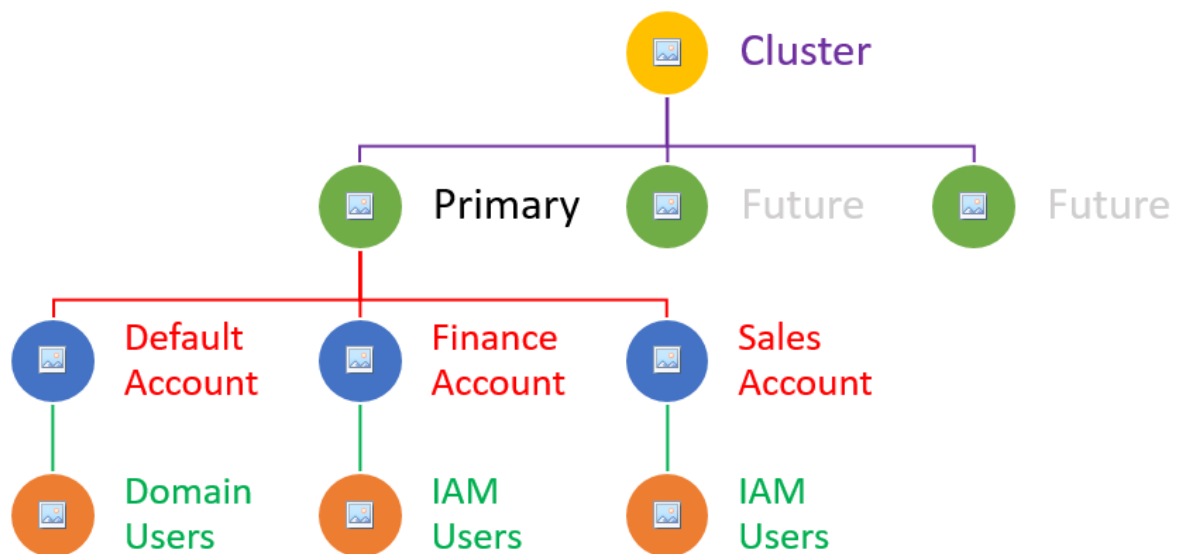 Cluster
Primary
Future
Future
Default
Account
Finance
Account
Sales
Account
Domain
Users
IAM
Users
IAM
Users